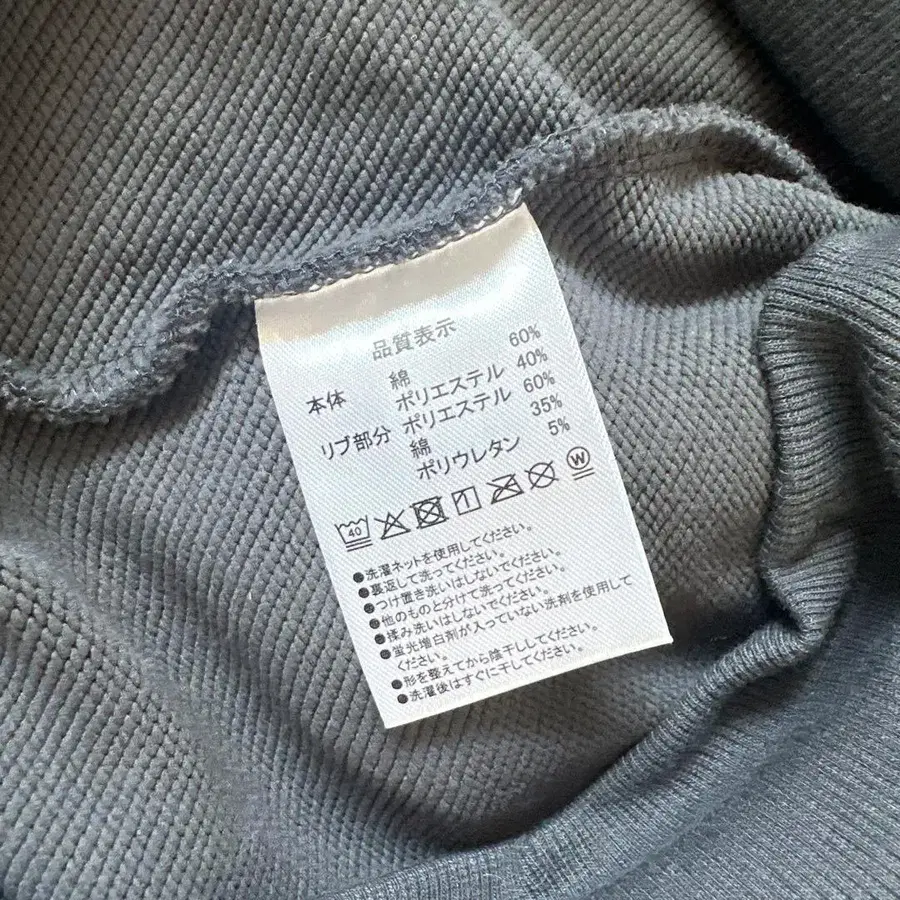 品質表示
本体 綿 60%
ポリエステル 40%
リブ部分 ポリエステル 60%
綿 35%
ポリウレタン 5%
40 W
●洗濯ネットを使用してください。
●裏返して洗ってください。
●つけ置き洗いはしないでください。
●他のものと分けて洗ってください。
●揉み洗いはしないでください。
●蛍光増白剤が入っていない洗剤を使用して
ください。
●形を整えてから陰干ししてください。
●洗濯後はすぐに干してください。